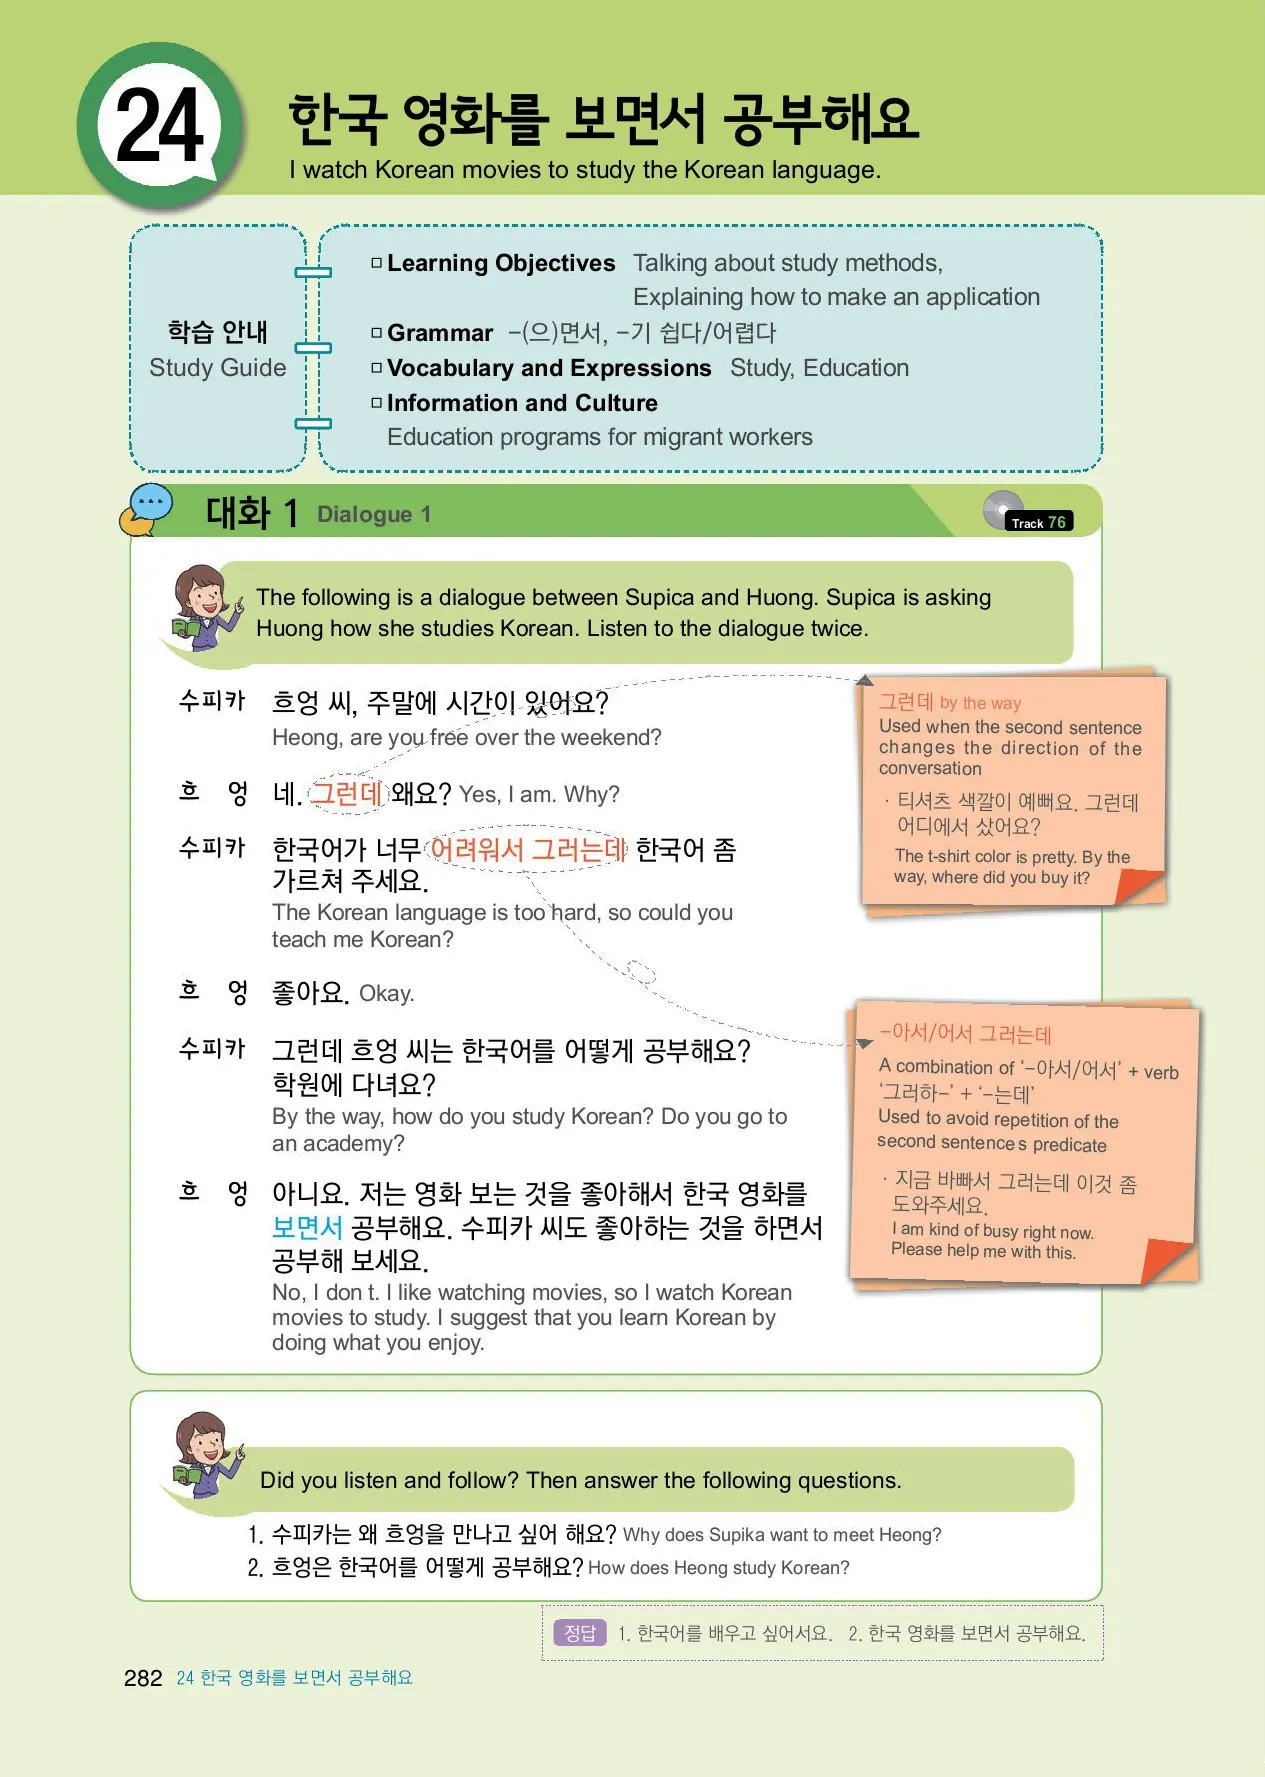 24
한국 영화를 보면서 공부해요
I watch Korean movies to study the Korean language.
학습 안내
Study Guide
□ Learning Objectives Talking about study methods,
Explaining how to make an application
□ Grammar -(으)면서, -기 쉽다/어렵다
□ Vocabulary and Expressions Study, Education
□ Information and Culture
Education programs for migrant workers
대화 1 Dialogue 1
Track 76
The following is a dialogue between Supica and Huong. Supica is asking
Huong how she studies Korean. Listen to the dialogue twice.
수피카 흐엉 씨, 주말에 시간이 있어요?
Heong, are you free over the weekend?
흐 엉 네. 그런데 왜요? Yes, I am. Why?
수피카 한국어가 너무 어려워서 그러는데 한국어 좀
가르쳐 주세요.
The Korean language is too hard, so could you
teach me Korean?
흐 엉 좋아요. Okay.
수피카 그런데 흐엉 씨는 한국어를 어떻게 공부해요?
학원에 다녀요?
By the way, how do you study Korean? Do you go to
an academy?
흐 엉 아니요. 저는 영화 보는 것을 좋아해서 한국 영화를
보면서 공부해요. 수피카 씨도 좋아하는 것을 하면서
공부해 보세요.
No, I don t. I like watching movies, so I watch Korean
movies to study. I suggest that you learn Korean by
doing what you enjoy.
그런데 by the way
Used when the second sentence
changes the direction of the
conversation
· 티셔츠 색깔이 예뻐요. 그런데
어디에서 샀어요?
The t-shirt color is pretty. By the
way, where did you buy it?
-아서/어서 그러는데
A combination of ‘-아서/어서’ + verb
‘그러하-’ + ‘-는데’
Used to avoid repetition of the
second sentence s predicate
· 지금 바빠서 그러는데 이것 좀
도와주세요.
I am kind of busy right now.
Please help me with this.
Did you listen and follow? Then answer the following questions.
1. 수피카는 왜 흐엉을 만나고 싶어 해요? Why does Supika want to meet Heong?
2. 흐엉은 한국어를 어떻게 공부해요? How does Heong study Korean?
정답 1. 한국어를 배우고 싶어서요. 2. 한국 영화를 보면서 공부해요.
282 24 한국 영화를 보면서 공부해요